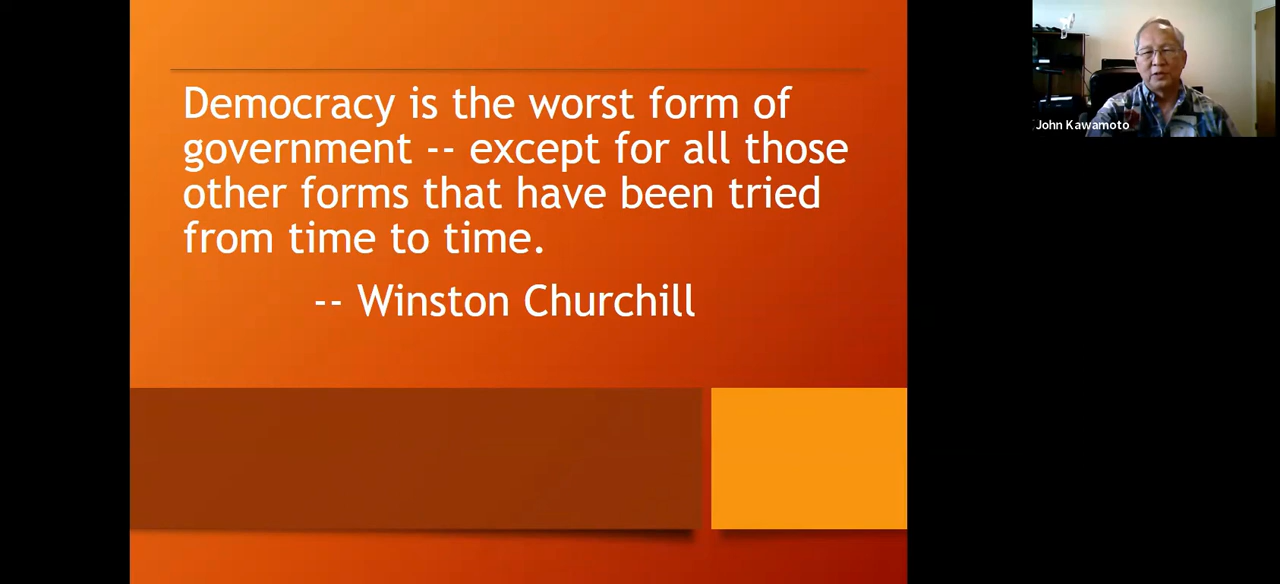 Democracy is the worst form of
government -- except for all those
other forms that have been tried
from time to time.
-- Winston Churchill
John Kawamoto